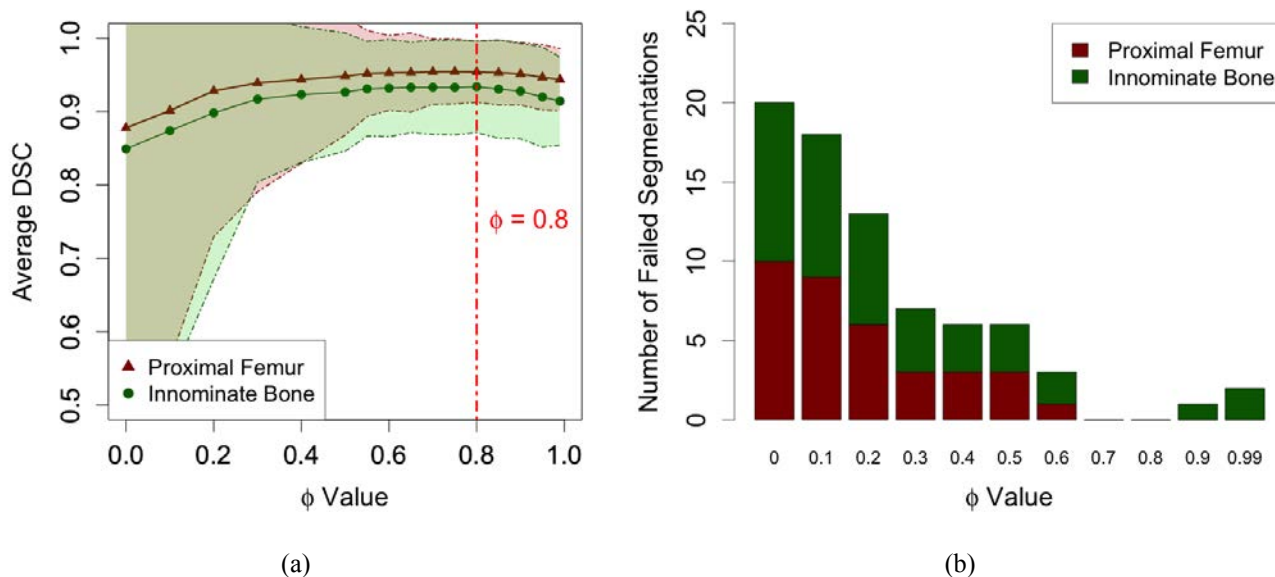 Average DSC
1.0
0.9
0.8
0.7
0.6
0.5
ϕ = 0.8
Proximal Femur
Innominate Bone
0.0 0.2 0.4 0.6 0.8 1.0
ϕ Value
(a)
Number of Failed Segmentations
25
20
15
10
5
0
Proximal Femur
Innominate Bone
0 0.1 0.2 0.3 0.4 0.5 0.6 0.7 0.8 0.9 0.99
ϕ Value
(b)